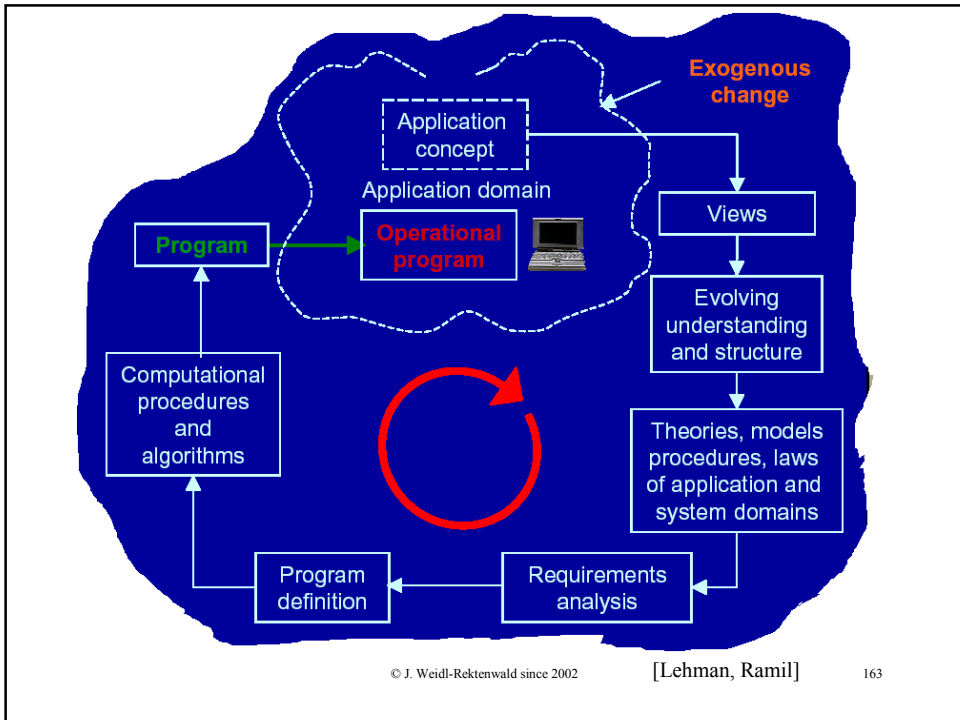 Exogenous
change
Application
concept
Application domain
Operational
program
Program
Views
Evolving
understanding
and structure
Theories, models
procedures, laws
of application and
system domains
Requirements
analysis
Program
definition
Computational
procedures
and
algorithms
© J. Weidl-Rektenwald since 2002
[Lehman, Ramil]
163